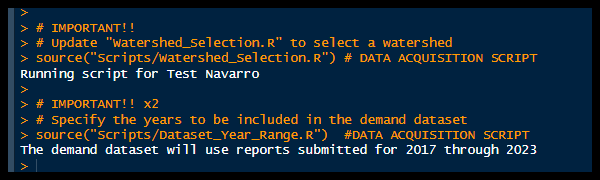 >
> # IMPORTANT!!
> # Update "Watershed_Selection.R" to select a watershed
> source("Scripts/Watershed_Selection.R") # DATA ACQUISITION SCRIPT
Running script for Test Navarro
>
> # IMPORTANT!! x2
> # Specify the years to be included in the demand dataset
> source("Scripts/Dataset_Year_Range.R")  #DATA ACQUISITION SCRIPT
The demand dataset will use reports submitted for 2017 through 2023
>